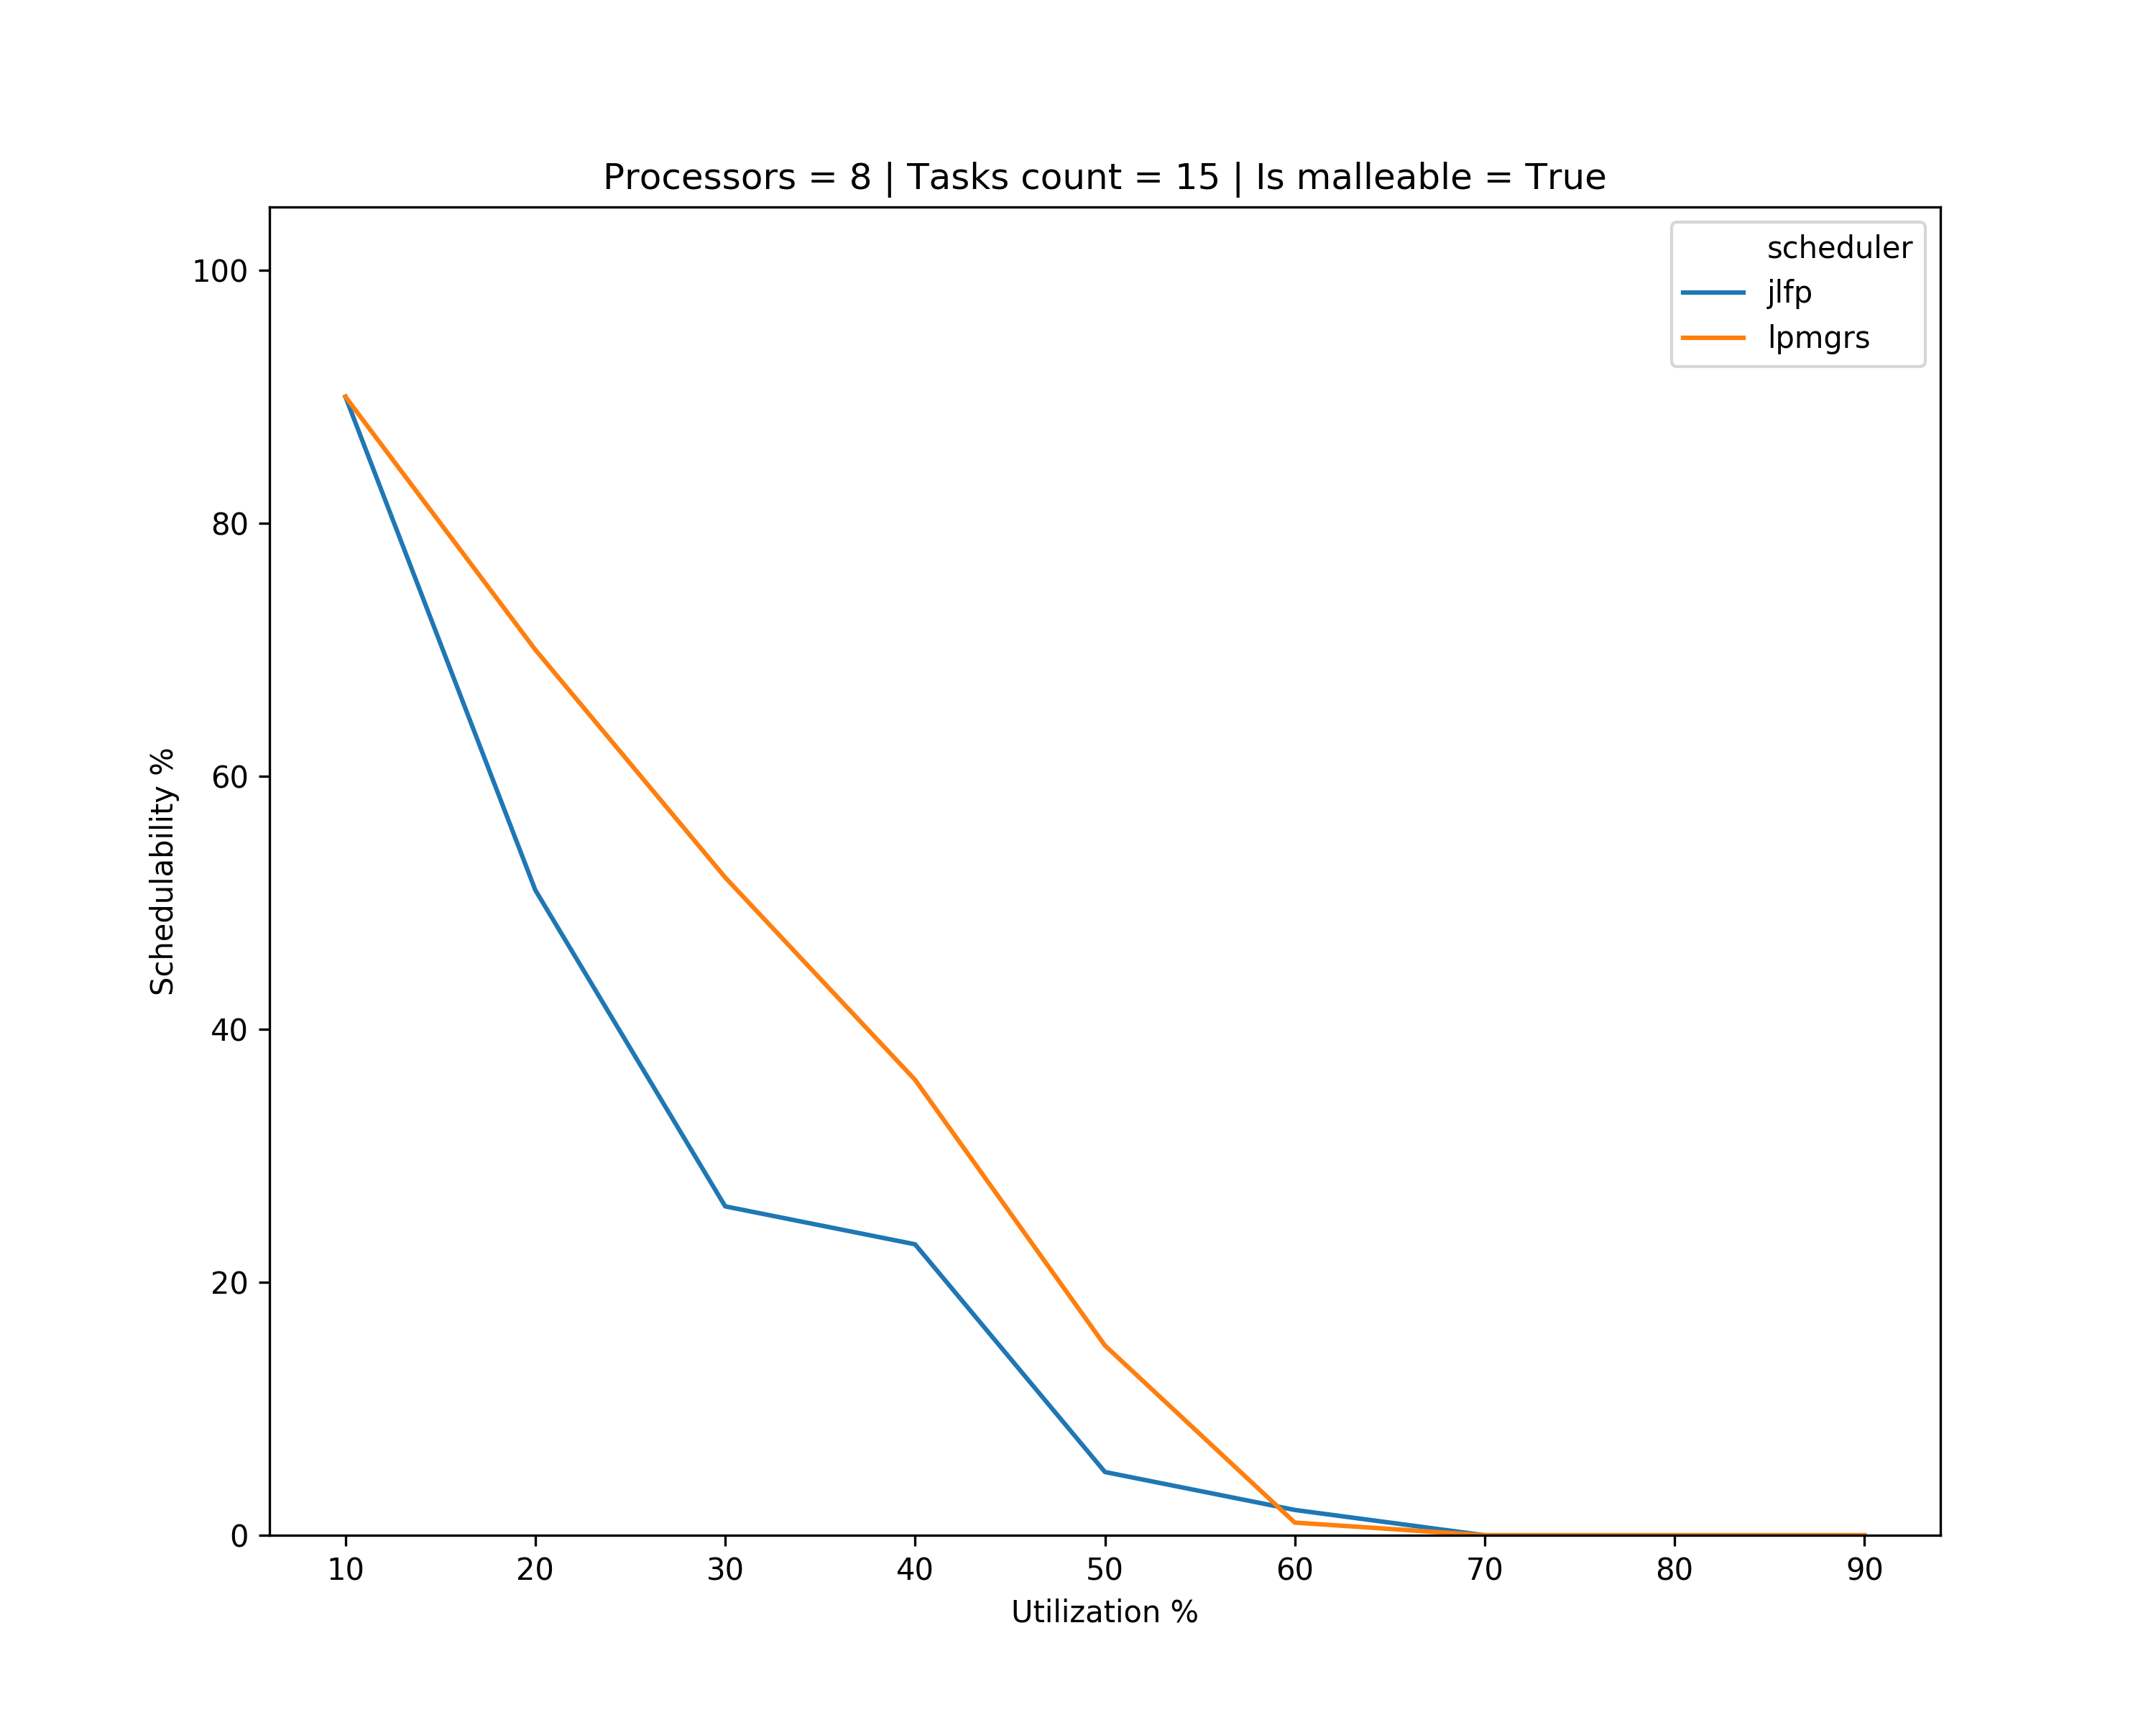 Processors = 8 | Tasks count = 15 | Is malleable = True
scheduler
jlfp
lpmgrs
Schedulability %
100
80
60
40
20
0
10 20 30 40 50 60 70 80 90
Utilization %